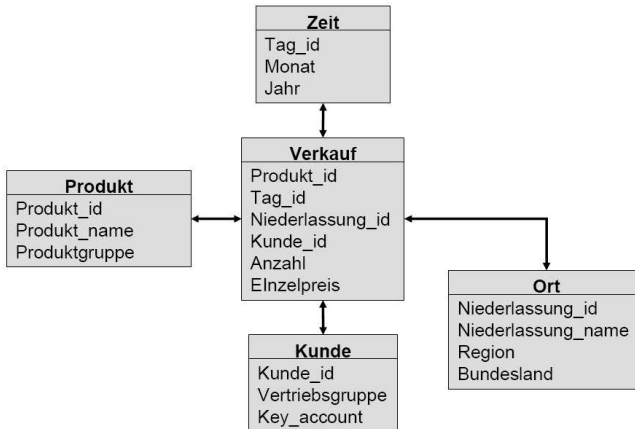 Zeit
Tag_id
Monat
Jahr
Verkauf
Produkt_id
Tag_id
Niederlassung_id
Kunde_id
Anzahl
EInzelpreis
Produkt
Produkt_id
Produkt_name
Produktgruppe
Ort
Niederlassung_id
Niederlassung_name
Region
Bundesland
Kunde
Kunde_id
Vertriebsgruppe
Key_account